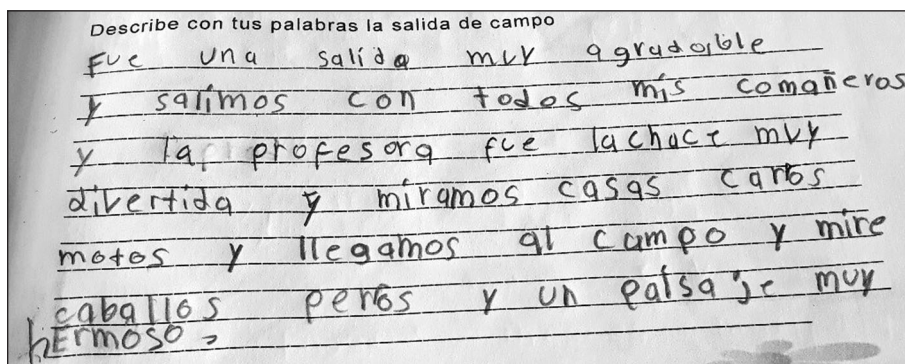 Describe con tus palabras la salida de campo
Fue una salida muy agradable
y salimos con todos mis comañeros
y la profesora fue lachace muy
divertida y miramos casas carros
motos y llegamos al campo y mire
caballos perros y un paisaje muy
hermoso.